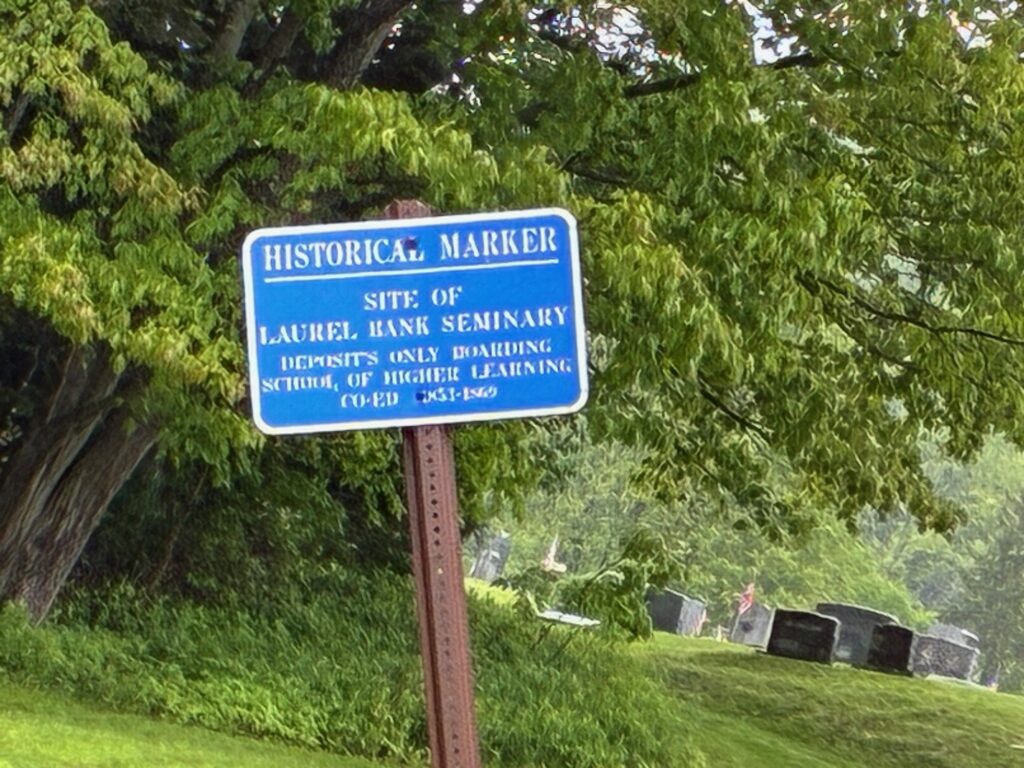 HISTORICAL MARKER
SITE OF
LAUREL BANK SEMINARY
DEPOSIT'S ONLY BOARDING
SCHOOL OF HIGHER LEARNING
CO-ED 1853-1869